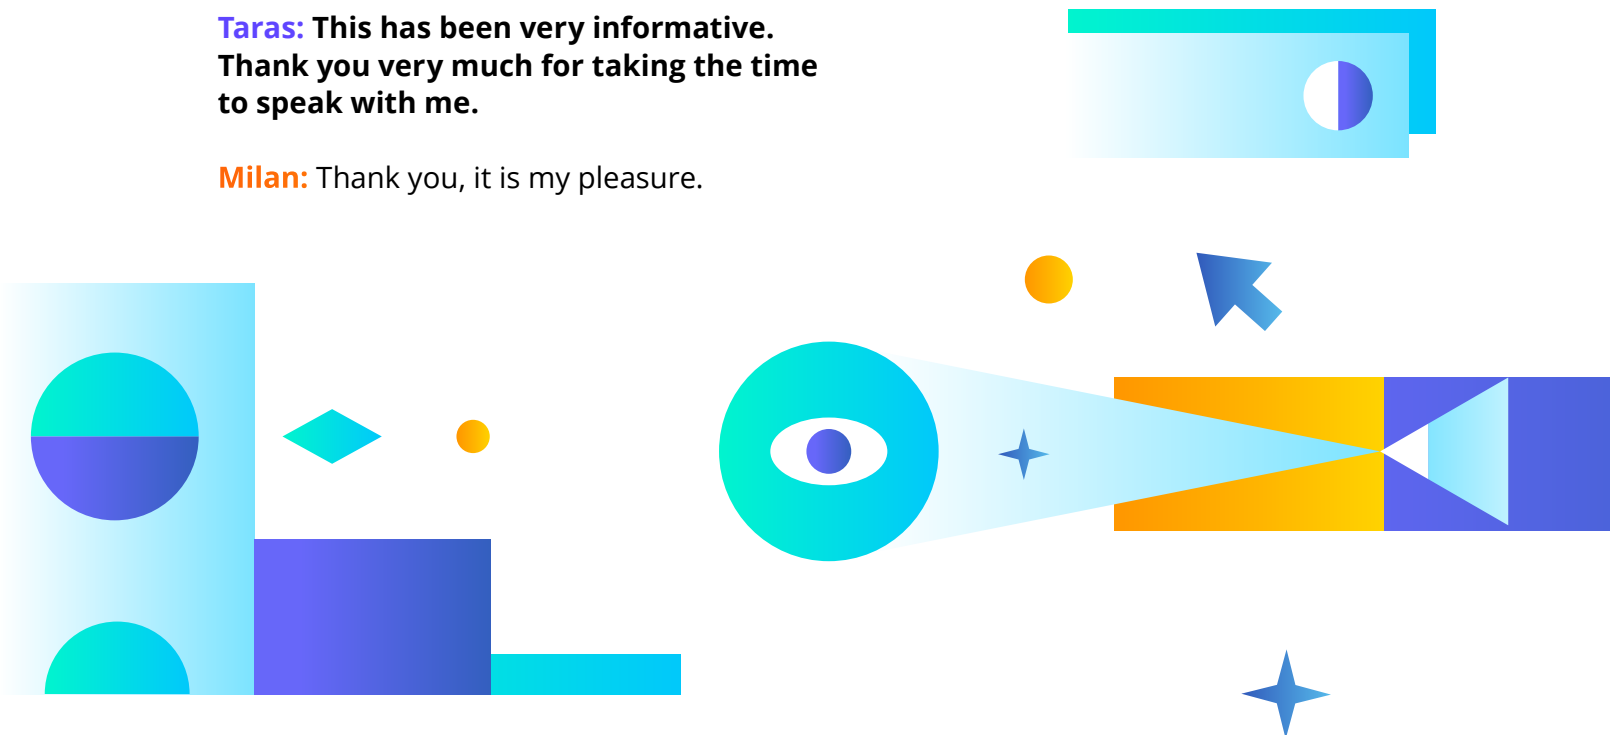 Taras: This has been very informative.
Thank you very much for taking the time
to speak with me.
Milan: Thank you, it is my pleasure.